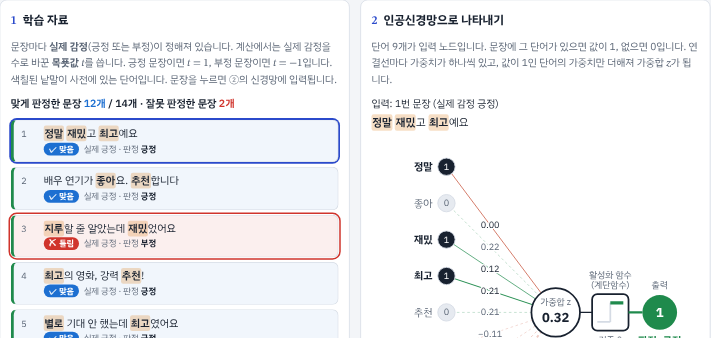 1 학습 자료
문장마다 실제 감정(긍정 또는 부정)이 정해져 있습니다. 계산에서는 실제 감정을
수로 바꾼 목푯값 t를 씁니다. 긍정 문장이면 t = 1, 부정 문장이면 t = −1입니다.
색칠된 낱말이 사전에 있는 단어입니다. 문장을 누르면 ②의 신경망에 입력됩니다.
맞게 판정한 문장 12개 / 14개 · 잘못 판정한 문장 2개
1 정말 재밌고 최고예요
✓ 맞음 실제 긍정 · 판정 긍정
2 배우 연기가 좋아요. 추천합니다
✓ 맞음 실제 긍정 · 판정 긍정
3 지루할 줄 알았는데 재밌었어요
✕ 틀림 실제 긍정 · 판정 부정
4 최고의 영화, 강력 추천!
✓ 맞음 실제 긍정 · 판정 긍정
5 별로 기대 안 했는데 최고였어요
2 인공신경망으로 나타내기
단어 9개가 입력 노드입니다. 문장에 그 단어가 있으면 값이 1, 없으면 0입니다. 연
결선마다 가중치가 하나씩 있고, 값이 1인 단어의 가중치만 더해져 가중합 z가 됩
니다.
입력: 1번 문장 (실제 감정 긍정)
정말 재밌고 최고예요
정말 1
좋아 0
0.00
0.22
재밌 1
0.12
최고 1
0.21
추천 0
0.21
−0.11
가중합 z
0.32
활성화 함수
(계단함수)
출력
1